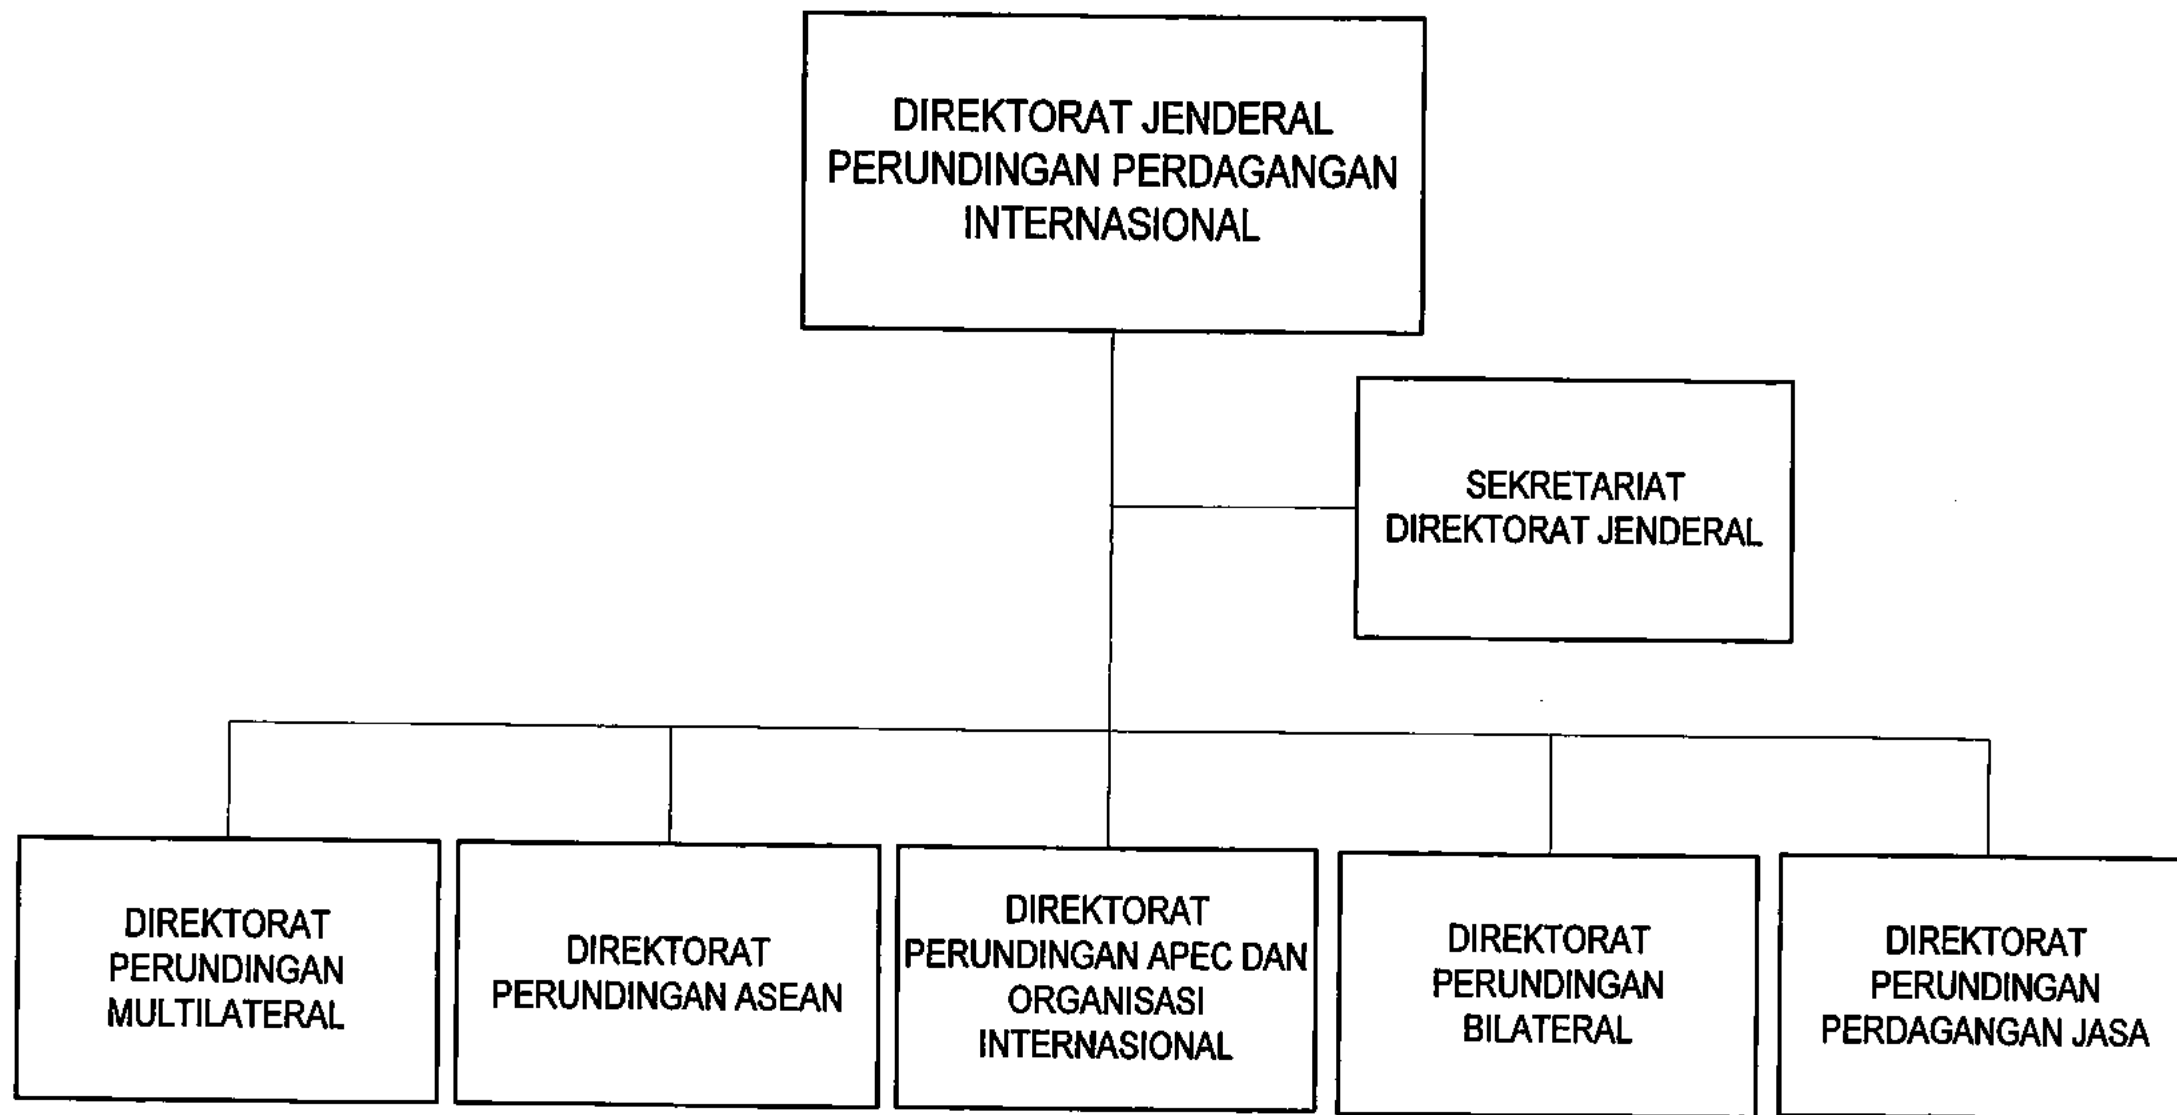 DIREKTORAT JENDERAL
PERUNDINGAN PERDAGANGAN
INTERNASIONAL
SEKRETARIAT
DIREKTORAT JENDERAL
DIREKTORAT
PERUNDINGAN
MULTILATERAL
DIREKTORAT
PERUNDINGAN ASEAN
DIREKTORAT
PERUNDINGAN APEC DAN
ORGANISASI
INTERNASIONAL
DIREKTORAT
PERUNDINGAN
BILATERAL
DIREKTORAT
PERUNDINGAN
PERDAGANGAN JASA